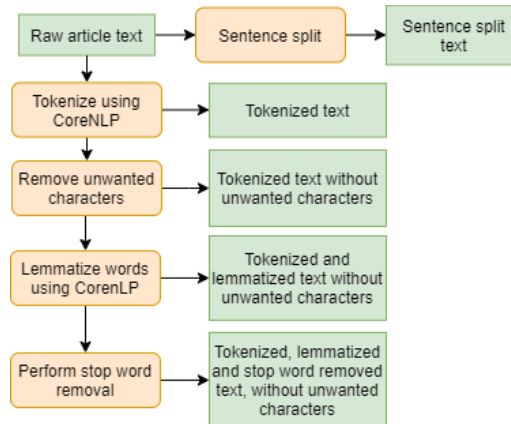 Raw article text
Sentence split
Sentence split
text
Tokenize using
CoreNLP
Tokenized text
Remove unwanted
characters
Tokenized text without
unwanted characters
Lemmatize words
using CorenLP
Tokenized and
lemmatized text without
unwanted characters
Perform stop word
removal
Tokenized, lemmatized
and stop word removed
text, without unwanted
characters